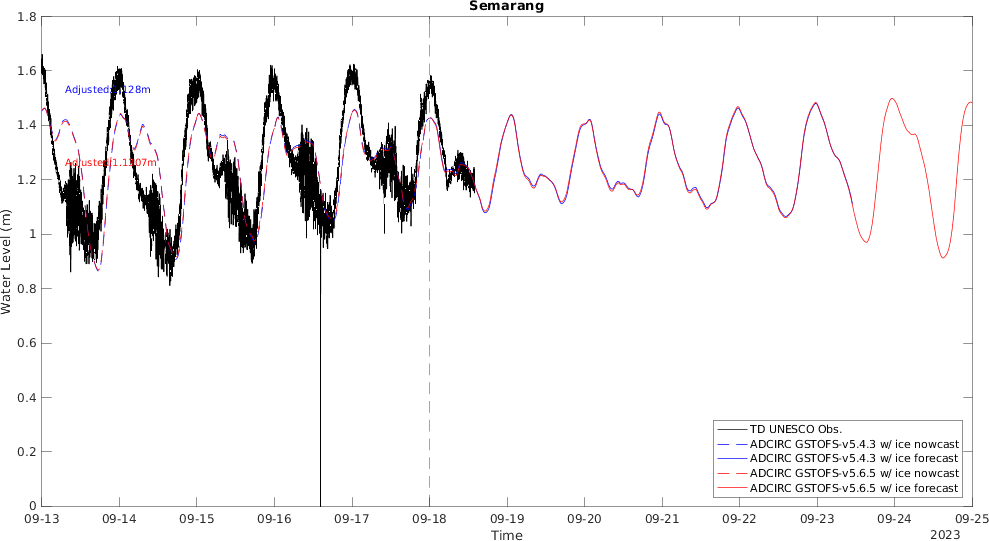 Semarang
1.8
1.6
1.4
1.2
1
0.8
0.6
0.4
0.2
0
Water Level (m)
Adjusted: 128m
Adjusted 1.1207m
TD UNESCO Obs.
ADCIRC GSTOFS-v5.4.3 w/ ice nowcast
ADCIRC GSTOFS-v5.4.3 w/ ice forecast
ADCIRC GSTOFS-v5.6.5 w/ ice nowcast
ADCIRC GSTOFS-v5.6.5 w/ ice forecast
09-13 09-14 09-15 09-16 09-17 09-18 09-19 09-20 09-21 09-22 09-23 09-24 09-25
Time
2023